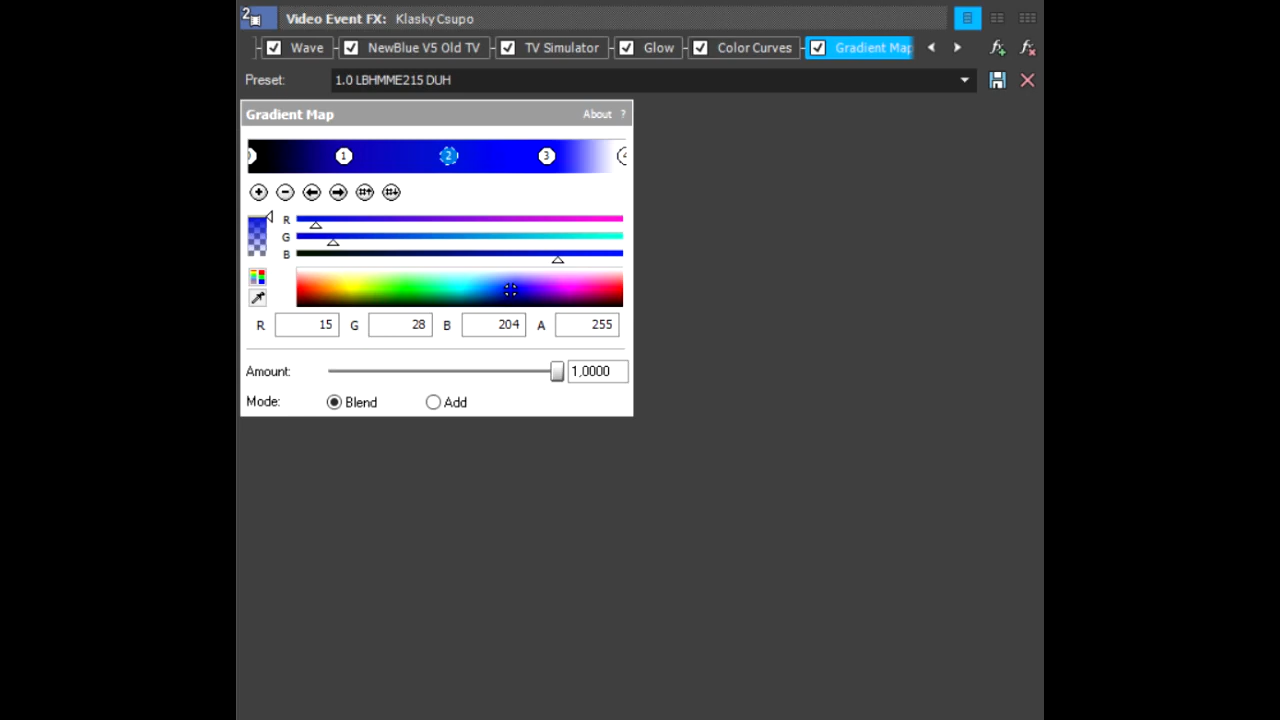 2 Video Event FX: Klasky Csupo
Wave NewBlue V5 Old TV TV Simulator Glow Color Curves Gradient Map
Preset: 1.0 LBHMME215 DUH
Gradient Map About ?
1 2 3 4
R
G
B
R 15 G 28 B 204 A 255
Amount: 1,0000
Mode: Blend Add